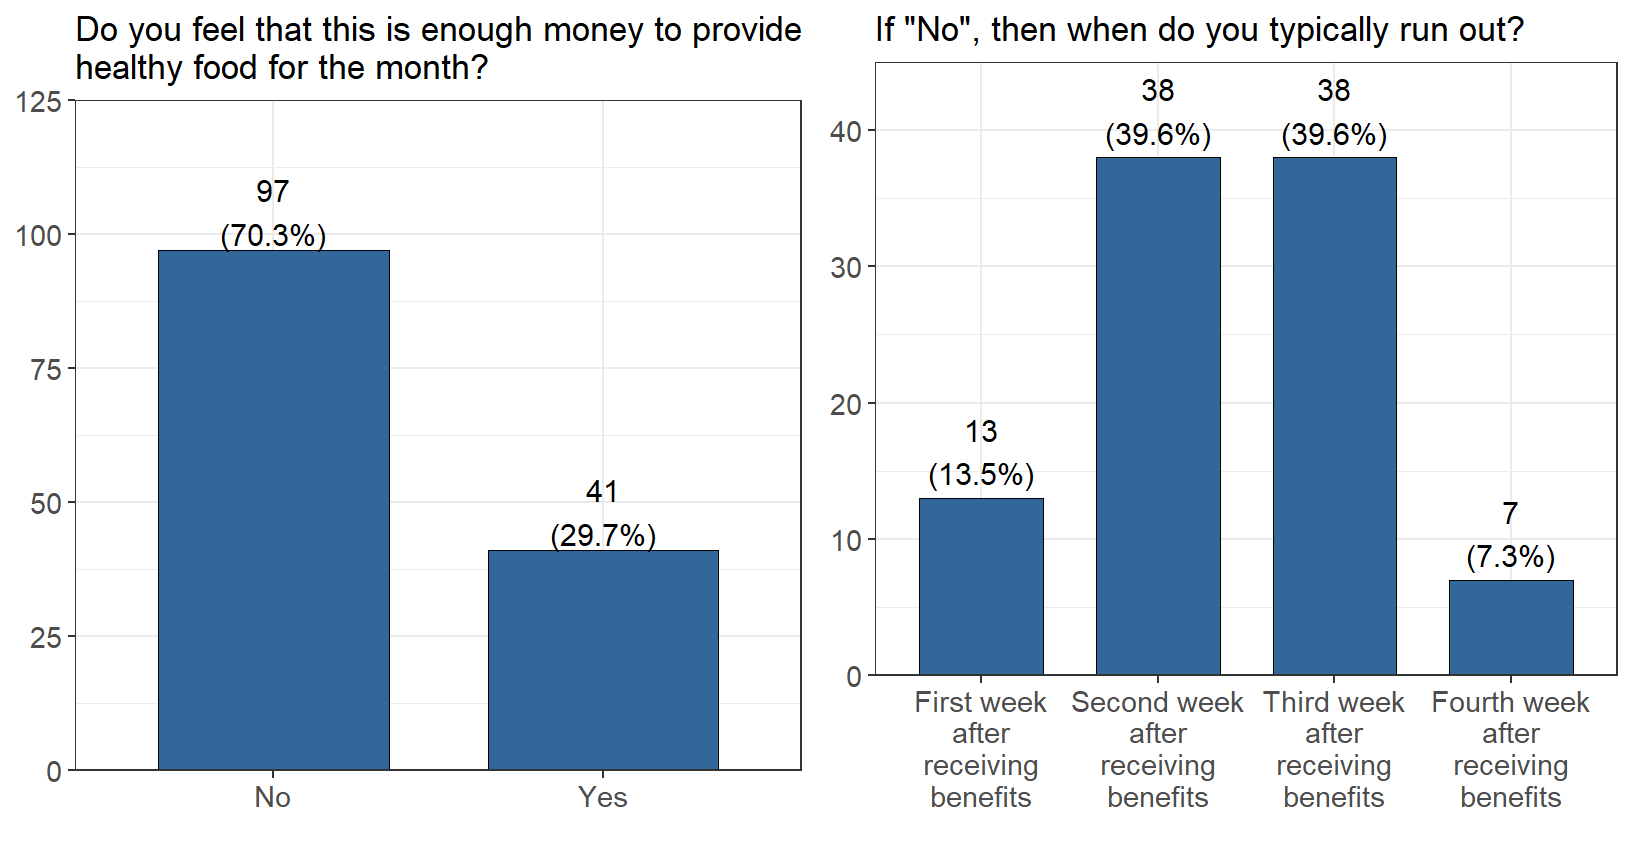 Do you feel that this is enough money to provide
healthy food for the month?
125
100
75
50
25
0
97
(70.3%)
41
(29.7%)
No
Yes
If "No", then when do you typically run out?
40
30
20
10
0
13
(13.5%)
38
(39.6%)
38
(39.6%)
7
(7.3%)
First week
after
receiving
benefits
Second week
after
receiving
benefits
Third week
after
receiving
benefits
Fourth week
after
receiving
benefits